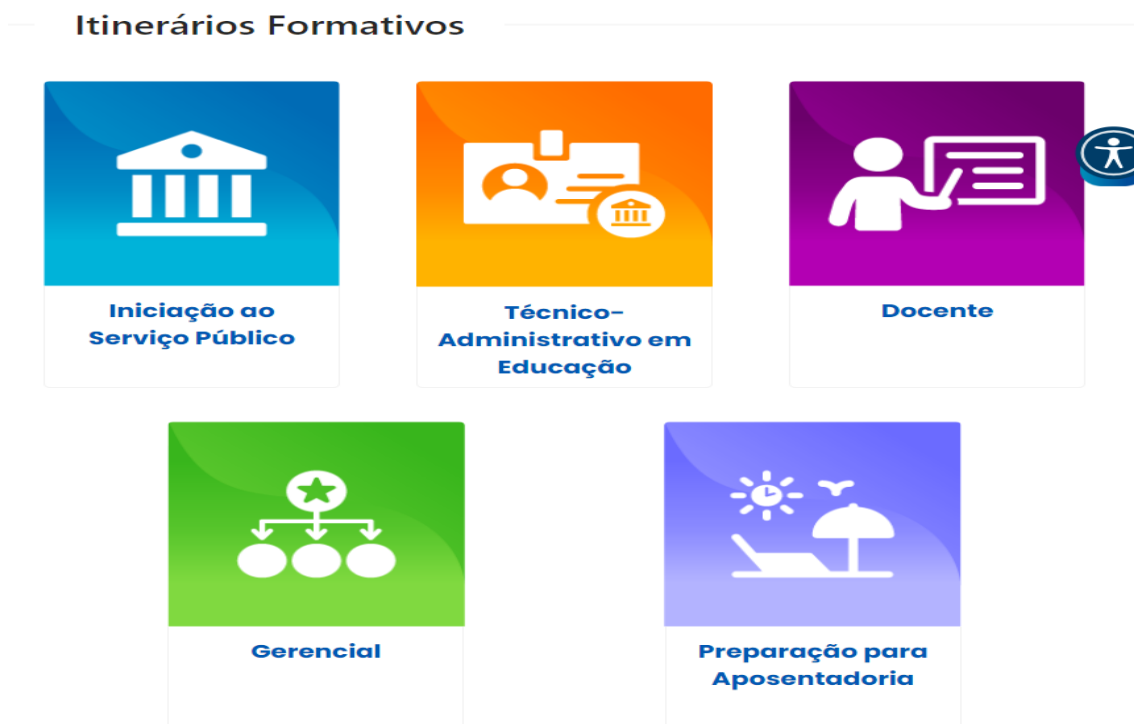 Itinerários Formativos
Iniciação ao
Serviço Público
Técnico-
Administrativo em
Educação
Docente
Gerencial
Preparação para
Aposentadoria